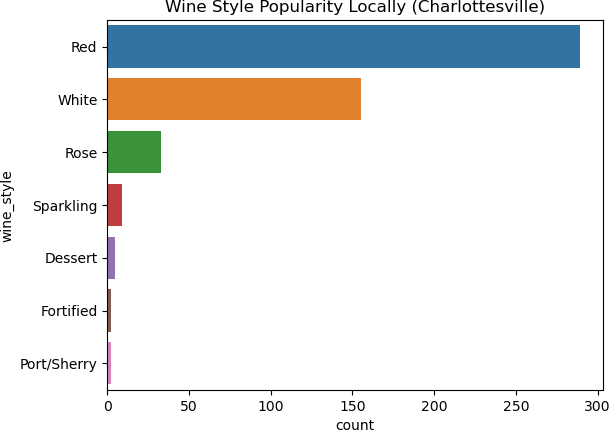 Wine Style Popularity Locally (Charlottesville)
wine_style
Red
White
Rose
Sparkling
Dessert
Fortified
Port/Sherry
0 50 100 150 200 250 300
count